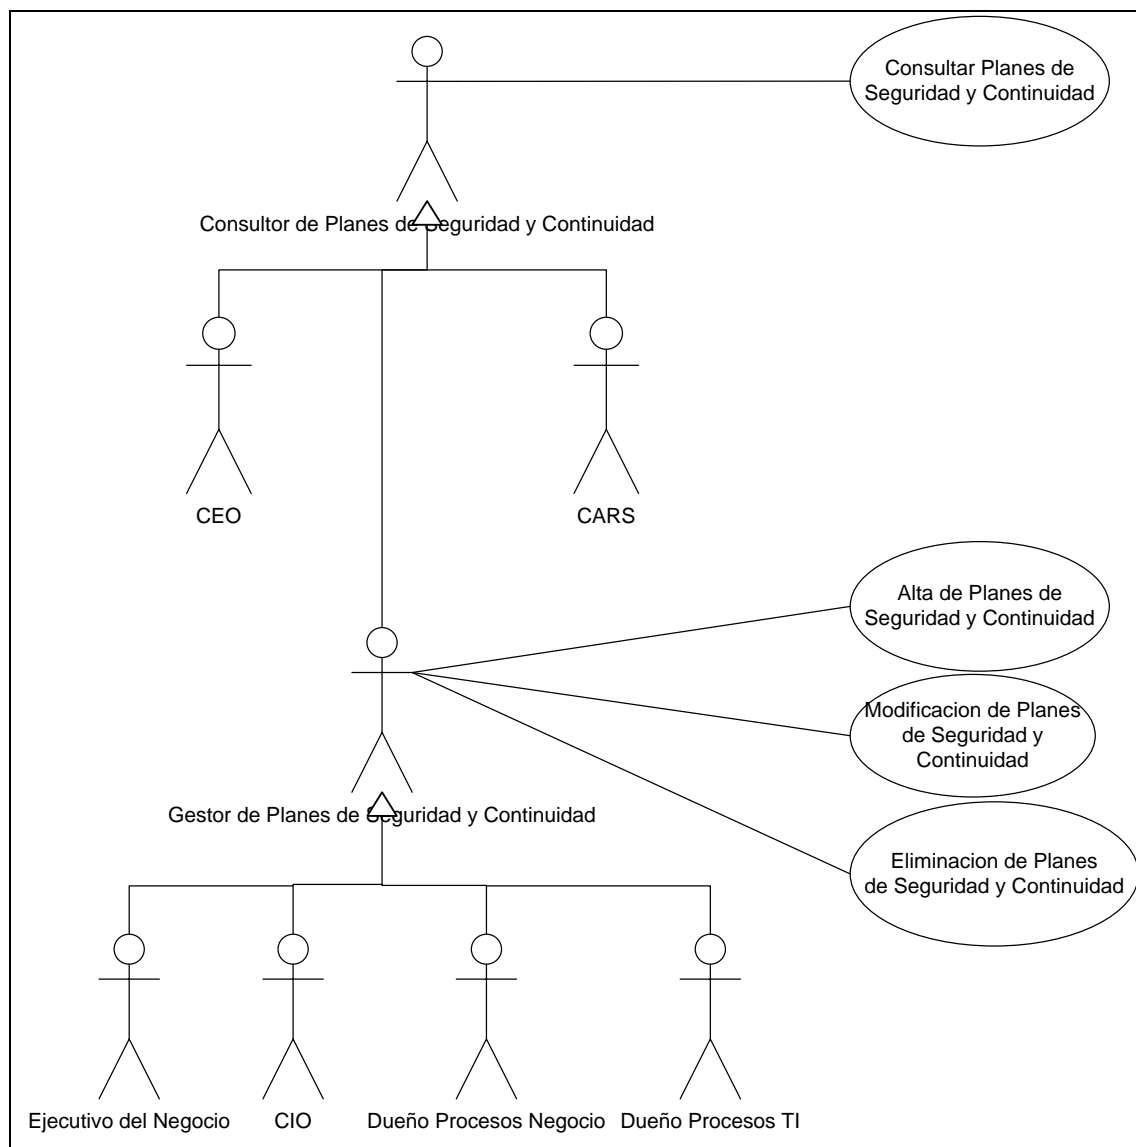 Consultar Planes de
Seguridad y Continuidad
Consultor de Planes de Seguridad y Continuidad
CEO
CARS
Alta de Planes de
Seguridad y Continuidad
Modificacion de Planes
de Seguridad y
Continuidad
Gestor de Planes de Seguridad y Continuidad
Eliminacion de Planes
de Seguridad y Continuidad
Ejecutivo del Negocio
CIO
Dueño Procesos Negocio
Dueño Procesos TI